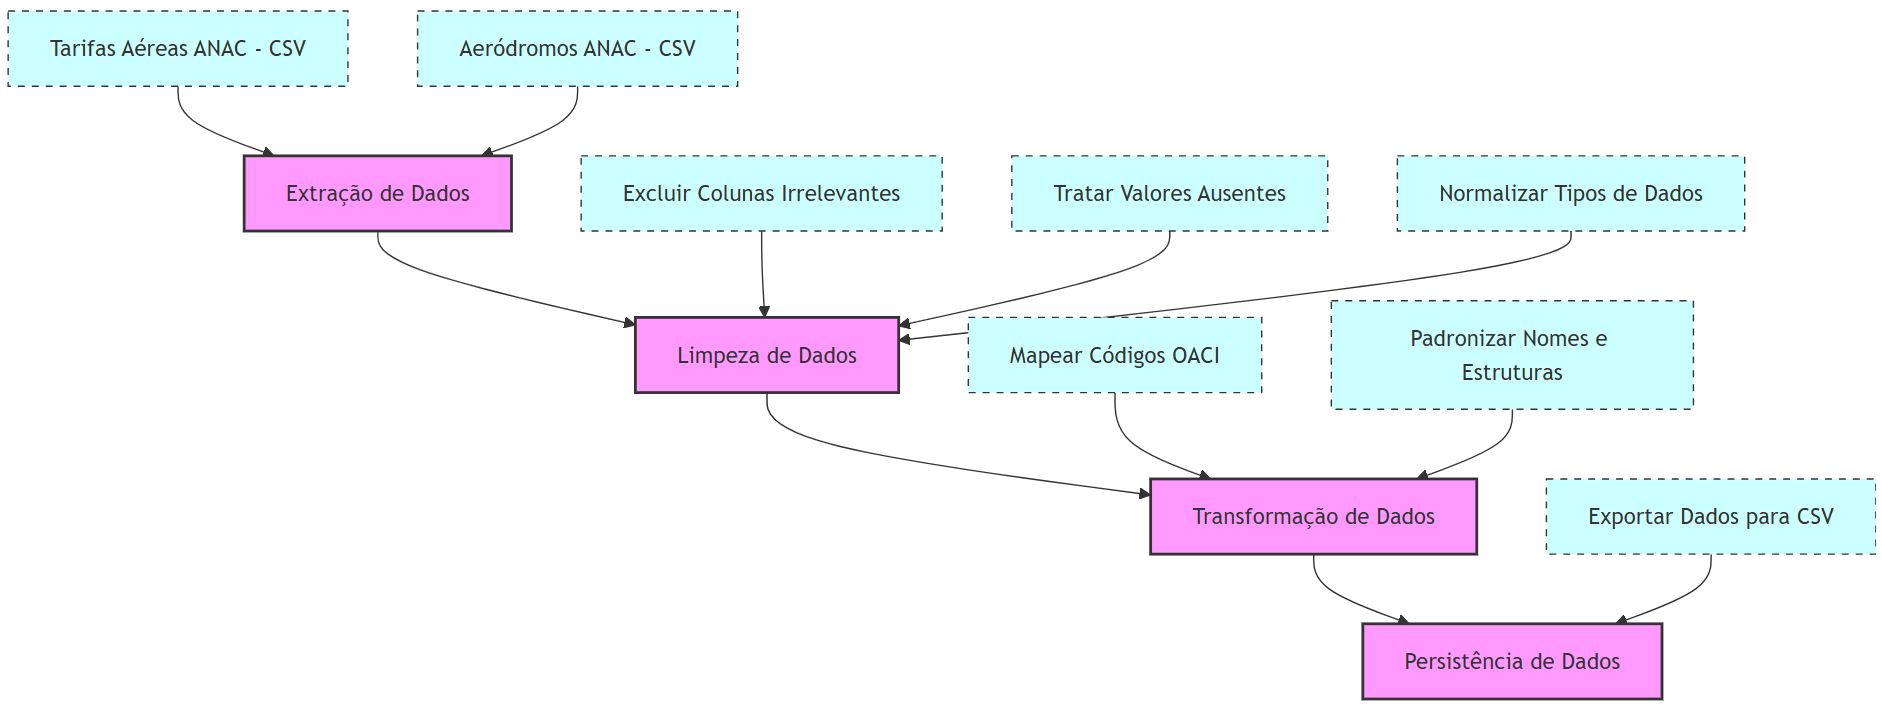 Tarifas Aéreas ANAC - CSV
Aeródromos ANAC - CSV
Extração de Dados
Excluir Colunas Irrelevantes
Tratar Valores Ausentes
Normalizar Tipos de Dados
Limpeza de Dados
Mapear Códigos OACI
Padronizar Nomes e
Estruturas
Transformação de Dados
Exportar Dados para CSV
Persistência de Dados